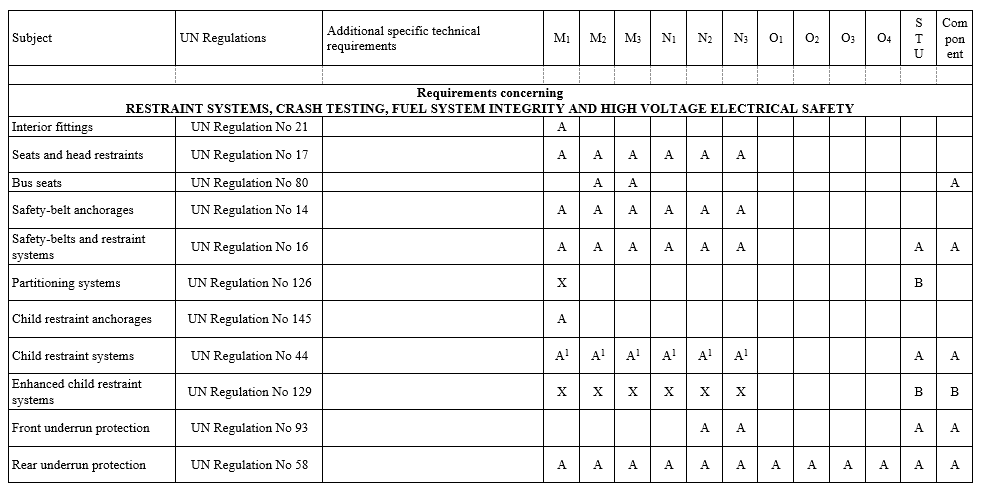 Subject UN Regulations Additional specific technical requirements M1 M2 M3 N1 N2 N3 O1 O2 O3 O4 STU Component
Requirements concerning
RESTRAINT SYSTEMS, CRASH TESTING, FUEL SYSTEM INTEGRITY AND HIGH VOLTAGE ELECTRICAL SAFETY
Interior fittings UN Regulation No 21 A
Seats and head restraints UN Regulation No 17 A A A A A A
Bus seats UN Regulation No 80 A A A
Safety-belt anchorages UN Regulation No 14 A A A A A A
Safety-belts and restraint systems UN Regulation No 16 A A A A A A A A
Partitioning systems UN Regulation No 126 X B
Child restraint anchorages UN Regulation No 145 A
Child restraint systems UN Regulation No 44 A¹ A¹ A¹ A¹ A¹ A¹ A A
Enhanced child restraint systems UN Regulation No 129 X X X X X X B B
Front underrun protection UN Regulation No 93 A A A A
Rear underrun protection UN Regulation No 58 A A A A A A A A A A A A